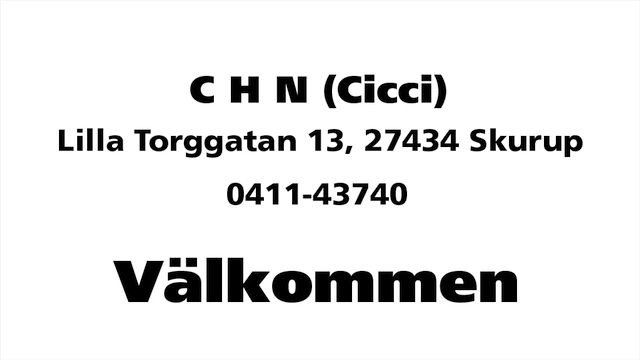 C H N (Cicci)
Lilla Torggatan 13, 27434 Skurup
0411-43740
Välkommen